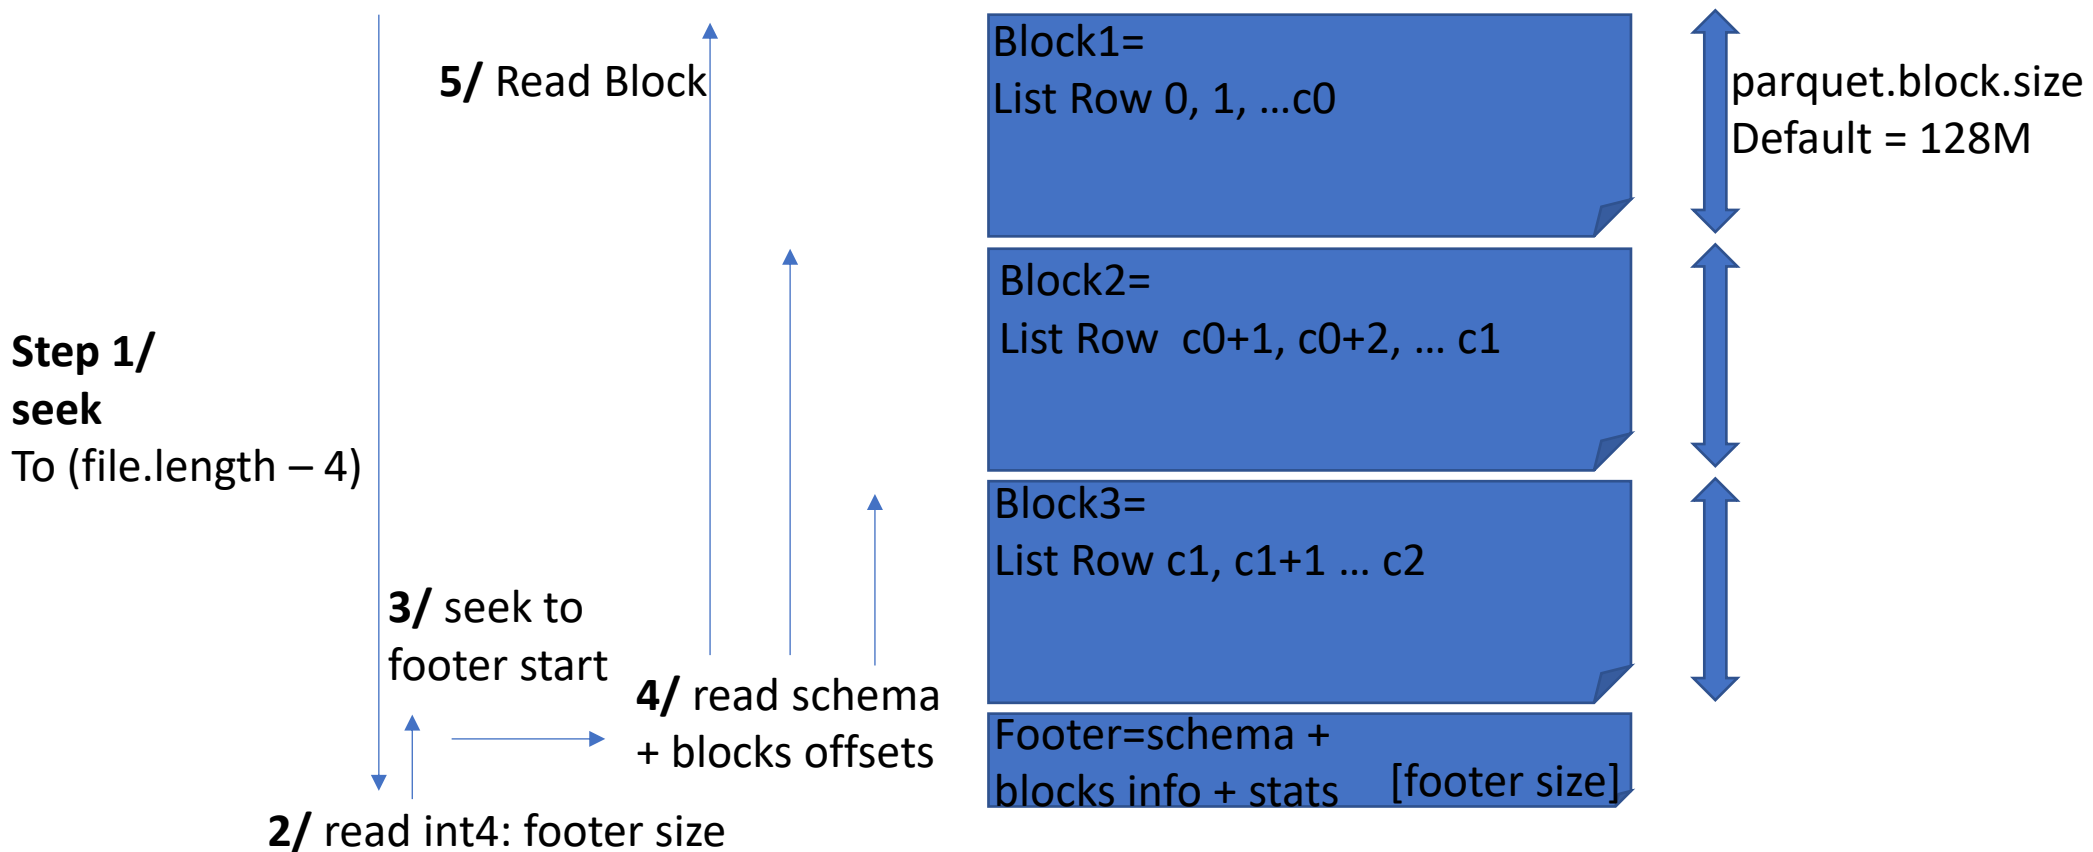 Step 1/
seek
To (file.length – 4)
2/ read int4: footer size
3/ seek to
footer start
4/ read schema
+ blocks offsets
5/ Read Block
Block1=
List Row 0, 1, …c0
Block2=
List Row  c0+1, c0+2, … c1
Block3=
List Row c1, c1+1 … c2
Footer=schema +
blocks info + stats
[footer size]
parquet.block.size
Default = 128M